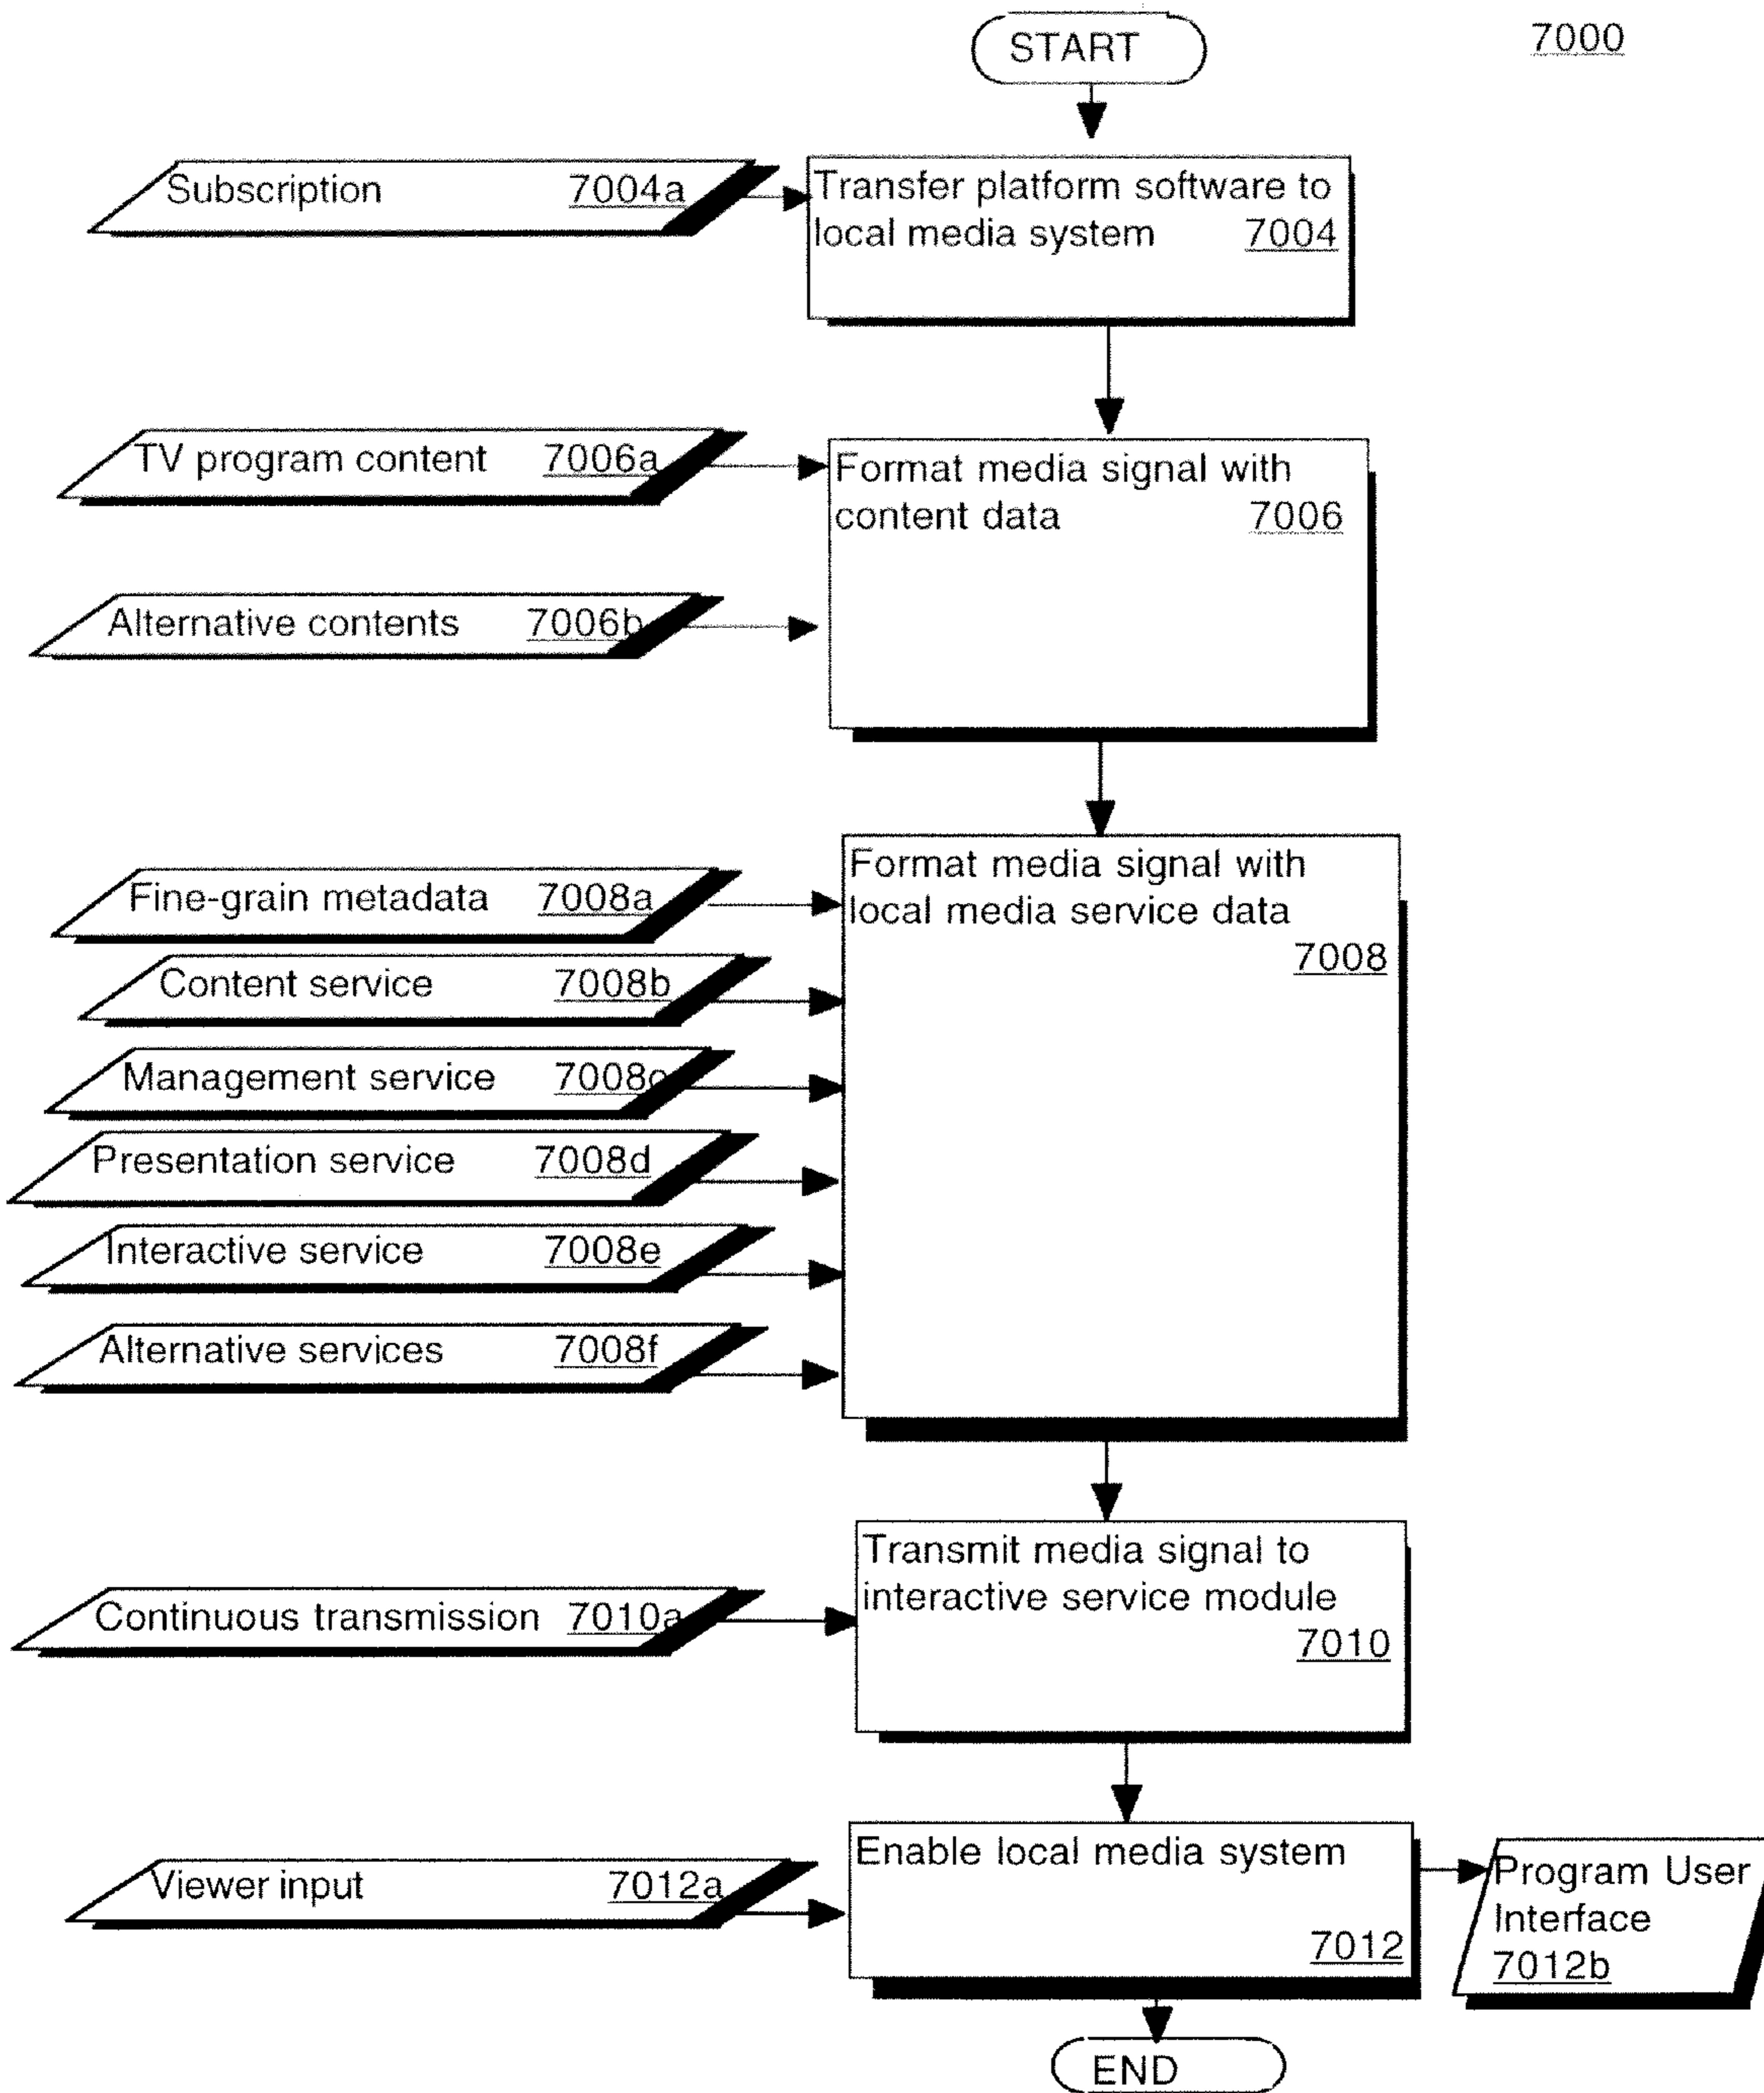 START
7000
Subscription 7004a
Transfer platform software to
local media system 7004
TV program content 7006a
Format media signal with
content data 7006
Alternative contents 7006b
Format media signal with
local media service data
7008
Fine-grain metadata 7008a
Content service 7008b
Management service 7008c
Presentation service 7008d
Interactive service 7008e
Alternative services 7008f
Transmit media signal to
interactive service module
7010
Continuous transmission 7010a
Enable local media system
7012
Viewer input 7012a
Program User
Interface
7012b
END